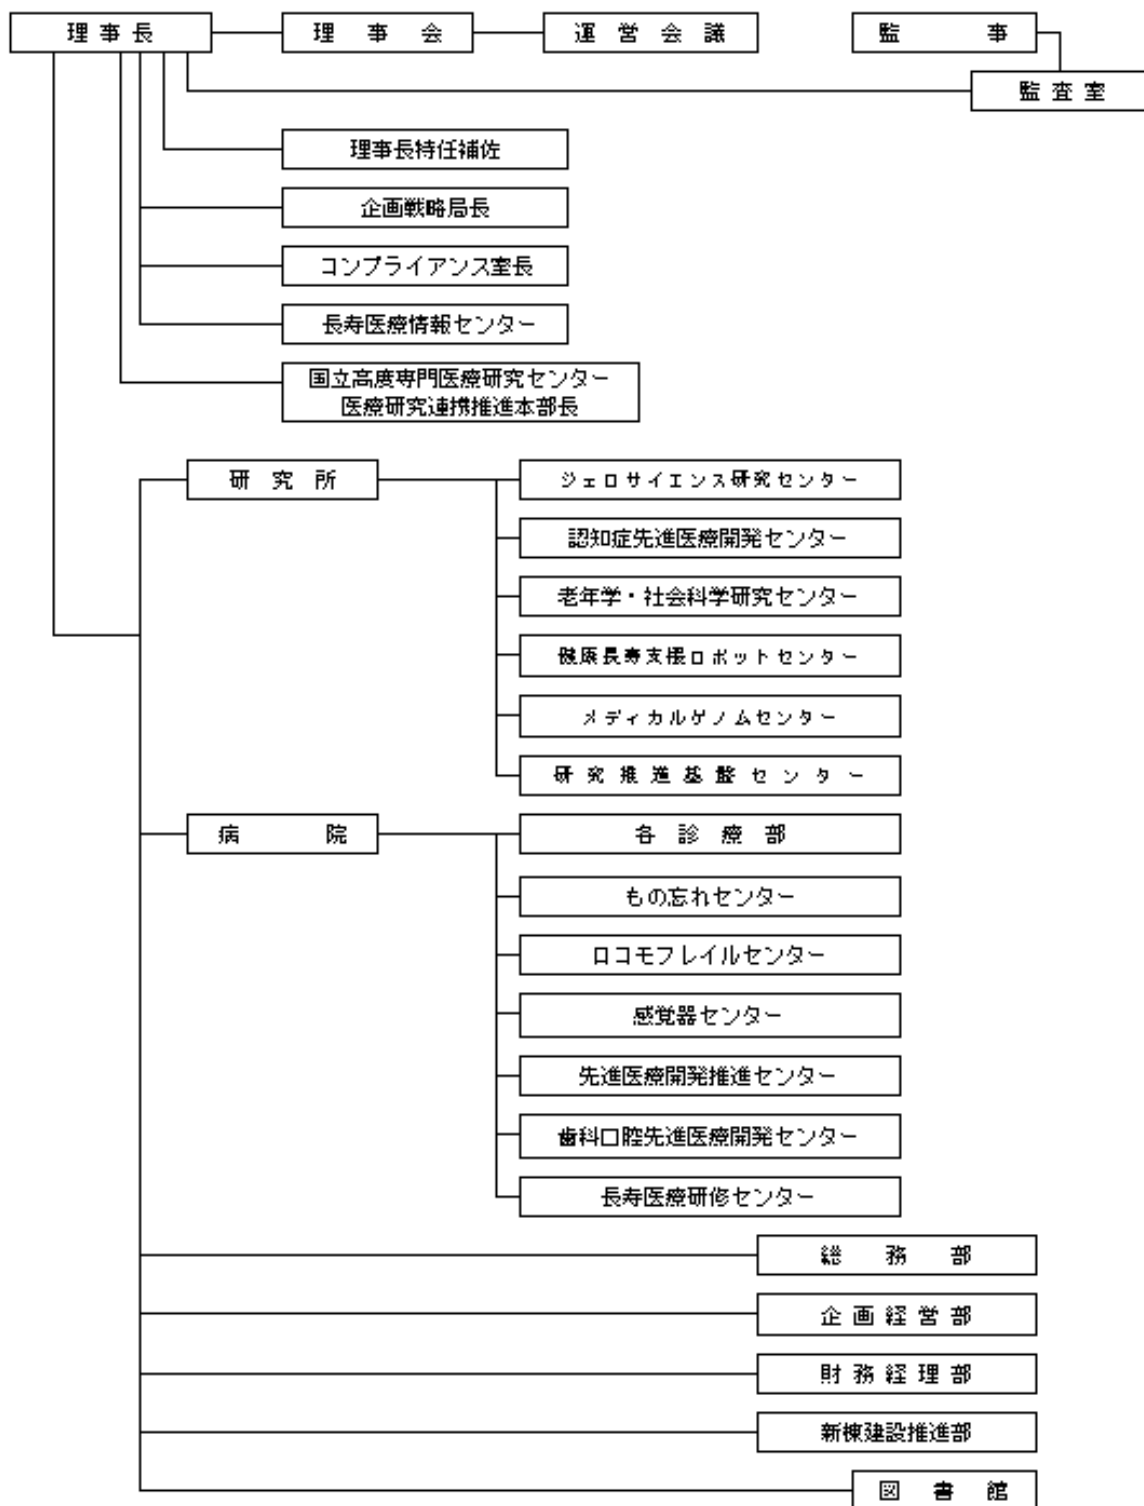 理事長
理事会
運営会議
監事
監査室
理事長特任補佐
企画戦略局長
コンプライアンス室長
長寿医療情報センター
国立高度専門医療研究センター
医療研究連携推進本部長
研究所
ジェロサイエンス研究センター
認知症先進医療開発センター
老年学・社会科学研究センター
健康長寿支援ロボットセンター
メディカルゲノムセンター
研究推進基盤センター
病院
各診療部
もの忘れセンター
ロコモフレイルセンター
感覚器センター
先進医療開発推進センター
歯科口腔先進医療開発センター
長寿医療研修センター
総務部
企画経営部
財務経理部
新棟建設推進部
図書館